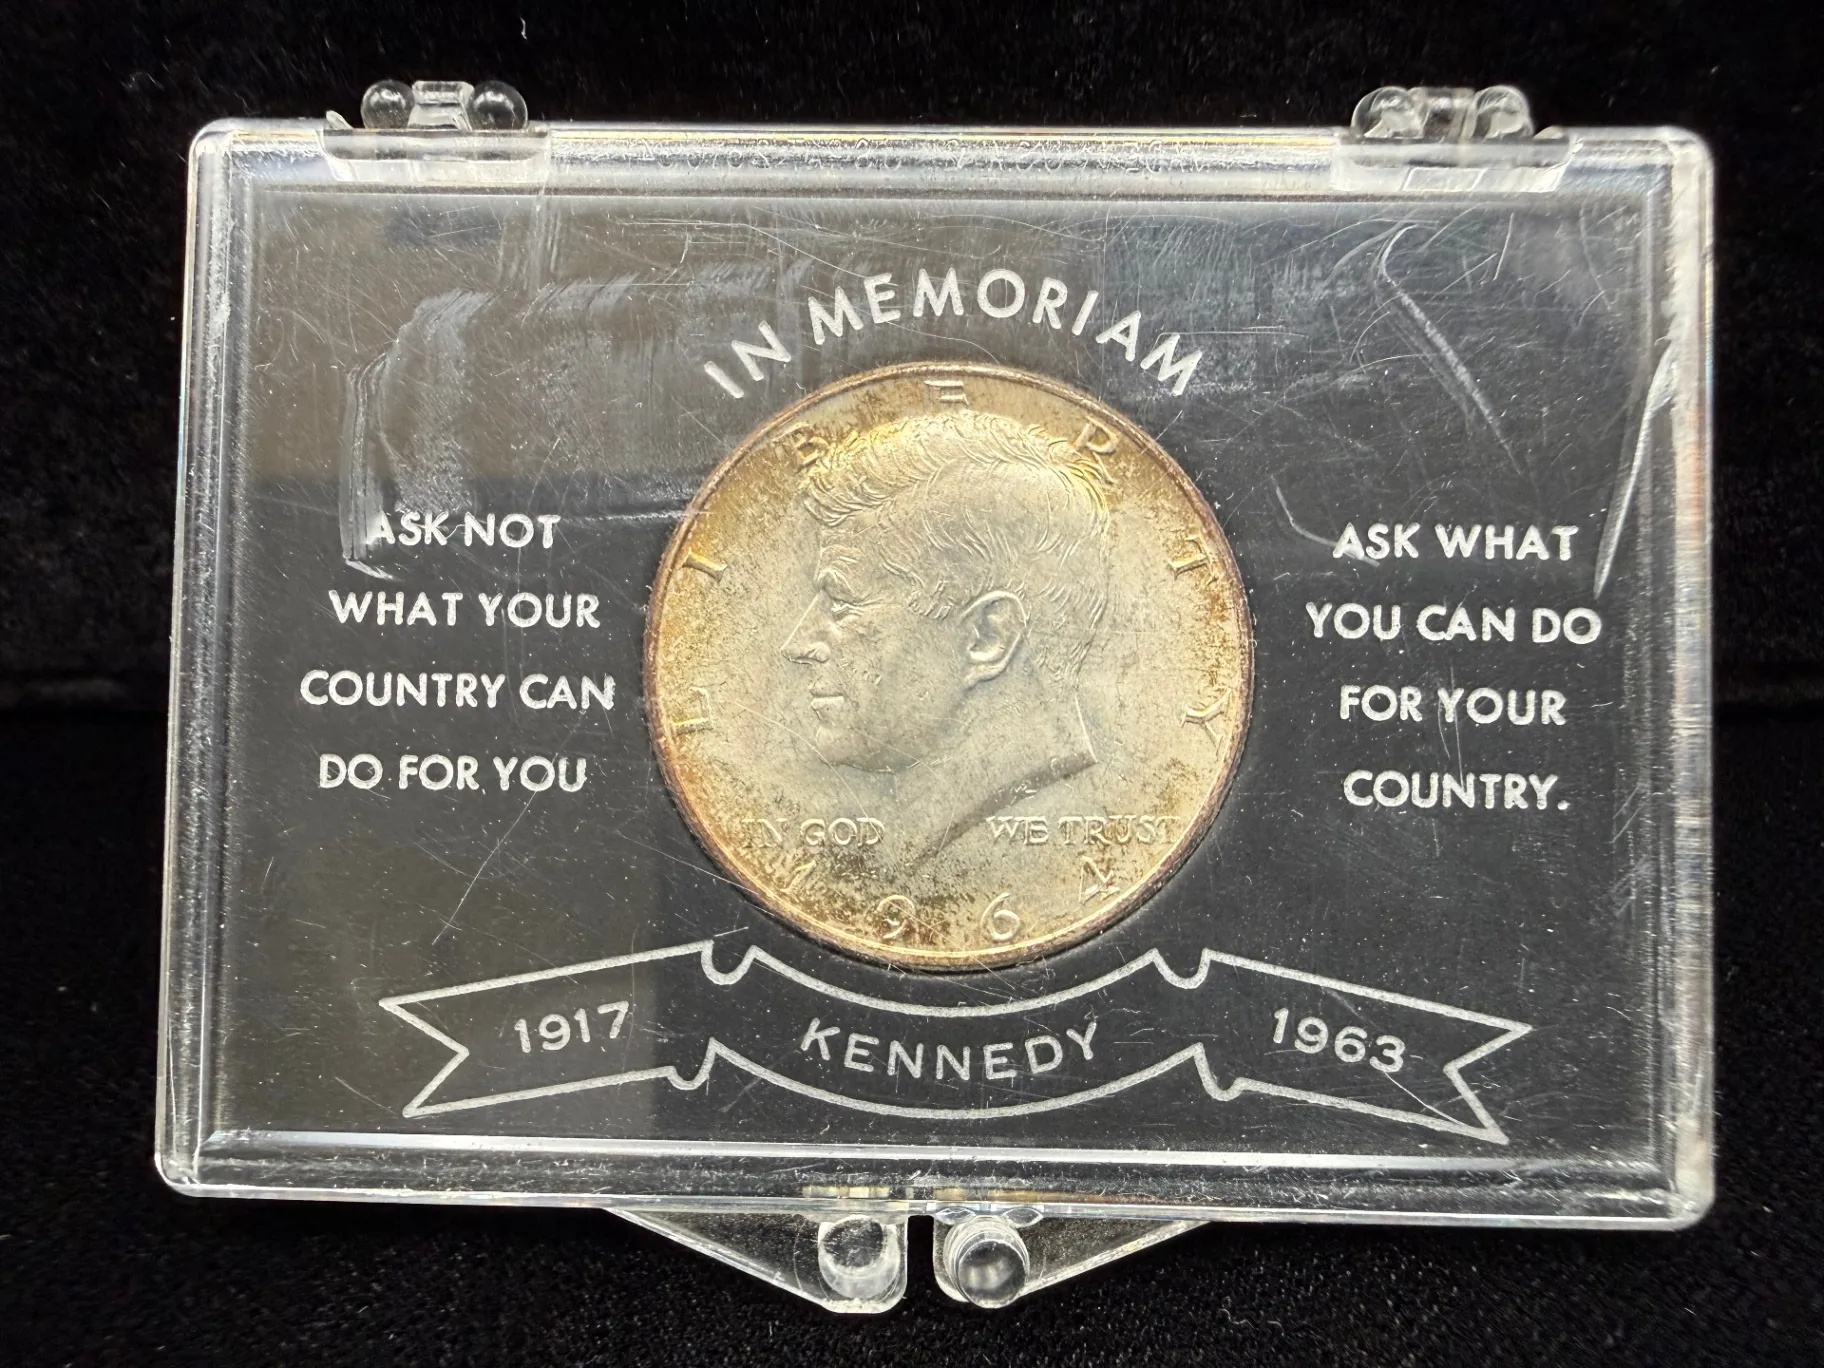 IN MEMORIAM
LIBERTY
ASK NOT
WHAT YOUR
COUNTRY CAN
DO FOR YOU
IN GOD WE TRUST
1964
ASK WHAT
YOU CAN DO
FOR YOUR
COUNTRY.
1917 KENNEDY 1963